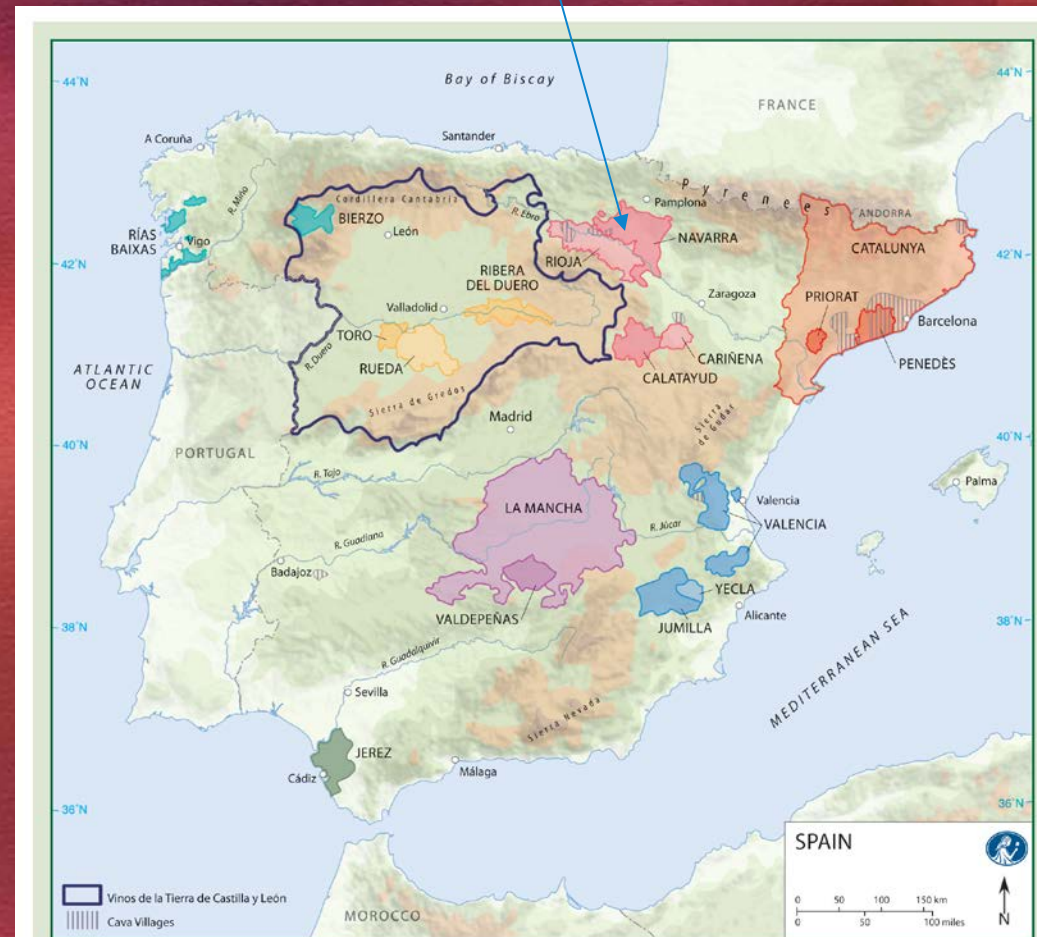 44°N
Bay of Biscay
44°N
FRANCE
A Coruña
Santander
R. Miño
Cordillera Cantabria
R. Ebro
Pyrenees
Pamplona
ANDORRA
BIERZO
León
NAVARRA
CATALUNYA
RÍAS
BAIXAS
Vigo
42°N
RIOJA
42°N
RIBERA
DEL DUERO
Zaragoza
PRIORAT
Valladolid
Barcelona
TORO
CARIÑENA
PENEDÈS
R. Duero
RUEDA
CALATAYUD
ATLANTIC
OCEAN
Sierra de Gredos
Madrid
Sierra
de Gudar
40°N
40°N
PORTUGAL
R. Tajo
Palma
LA MANCHA
Valencia
VALENCIA
R. Júcar
R. Guadiana
Badajoz
YECLA
VALDEPEÑAS
Alicante
38°N
JUMILLA
38°N
R. Guadalquivir
MEDITERRANEAN SEA
Sevilla
Sierra Nevada
JEREZ
Cádiz
Málaga
36°N
36°N
SPAIN
Vinos de la Tierra de Castilla y León
Cava Villages
MOROCCO
0 50 100 150 km
0 50 100 miles
N